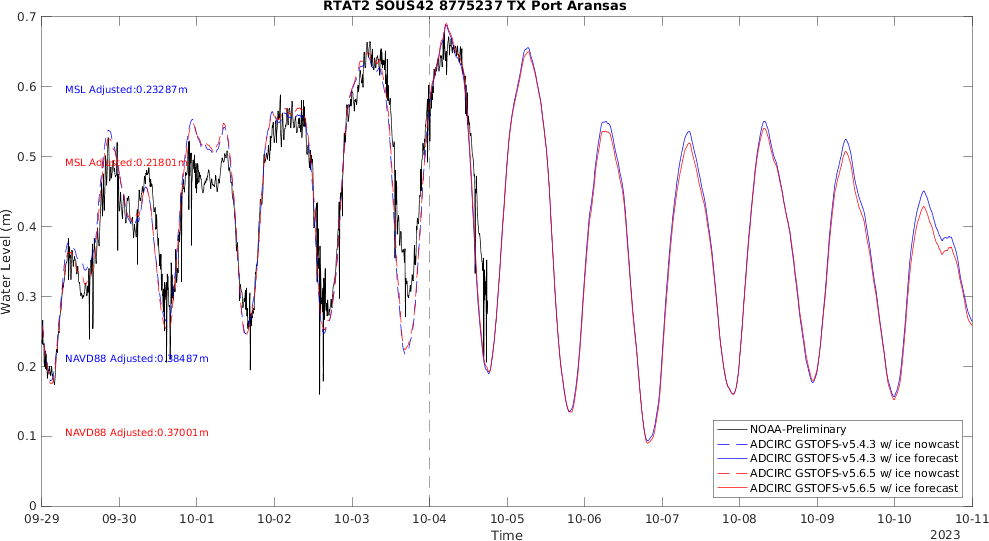 RTAT2 SOUS42 8775237 TX Port Aransas
0.7
0.6
0.5
0.4
0.3
0.2
0.1
0
Water Level (m)
MSL Adjusted:0.23287m
MSL Adjusted:0.21801m
NAVD88 Adjusted:0.38487m
NAVD88 Adjusted:0.37001m
NOAA-Preliminary
ADCIRC GSTOFS-v5.4.3 w/ ice nowcast
ADCIRC GSTOFS-v5.4.3 w/ ice forecast
ADCIRC GSTOFS-v5.6.5 w/ ice nowcast
ADCIRC GSTOFS-v5.6.5 w/ ice forecast
09-29 09-30 10-01 10-02 10-03 10-04 10-05 10-06 10-07 10-08 10-09 10-10 10-11
Time
2023